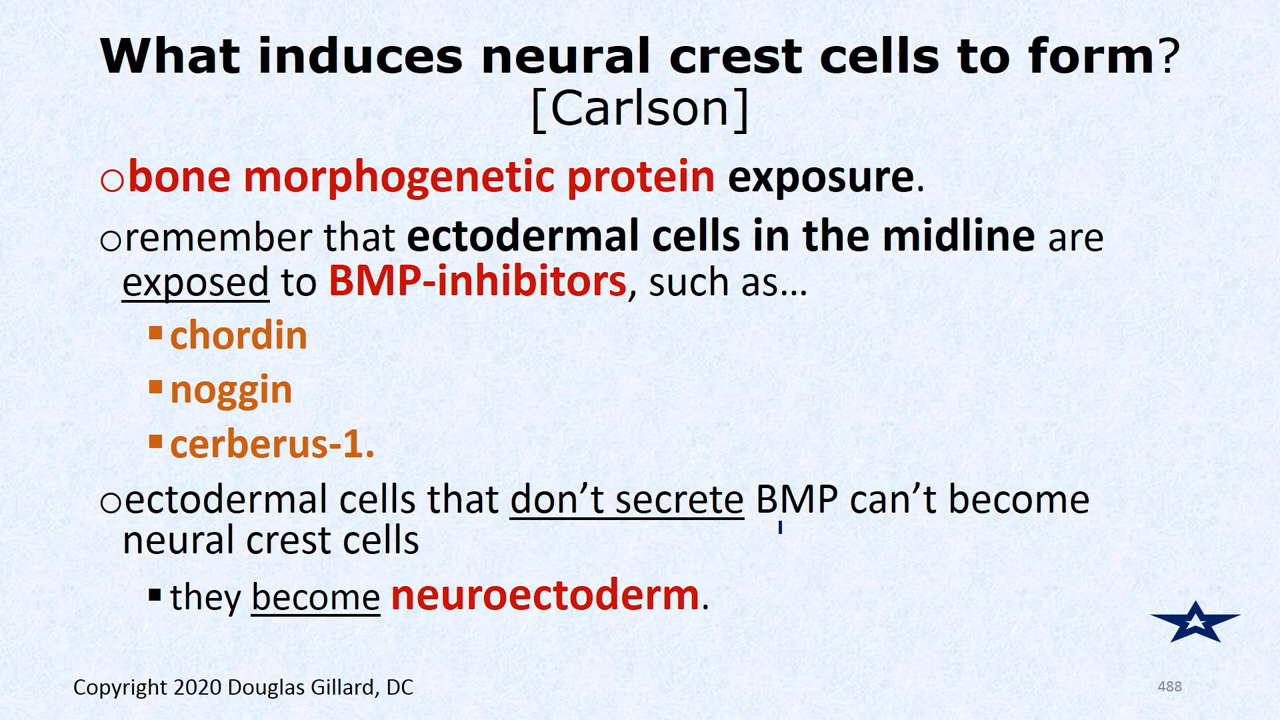 What induces neural crest cells to form?
[Carlson]
bone morphogenetic protein exposure.
remember that ectodermal cells in the midline are
exposed to BMP-inhibitors, such as...
chordin
noggin
cerberus-1.
ectodermal cells that don't secrete BMP can't become
neural crest cells
they become neuroectoderm.
Copyright 2020 Douglas Gillard, DC
488